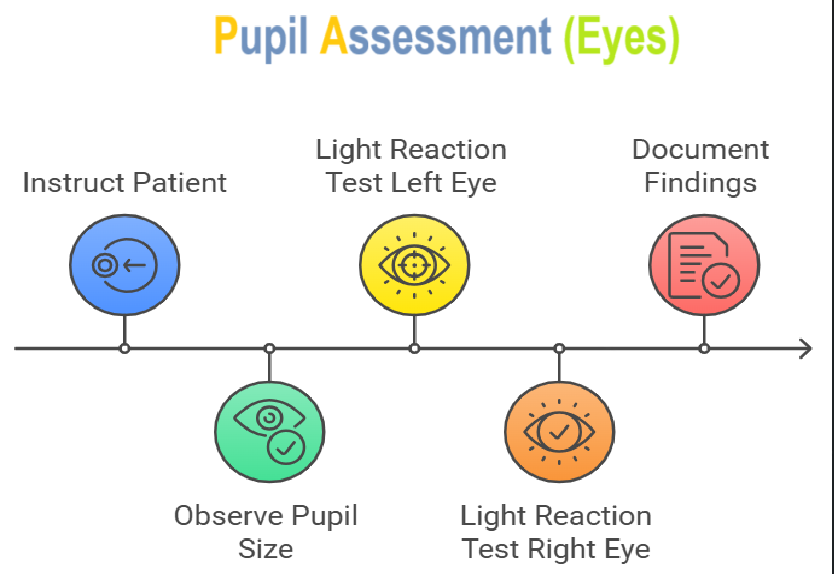 Pupil Assessment (Eyes)
Instruct Patient
Observe Pupil
Size
Light Reaction
Test Left Eye
Light Reaction
Test Right Eye
Document
Findings